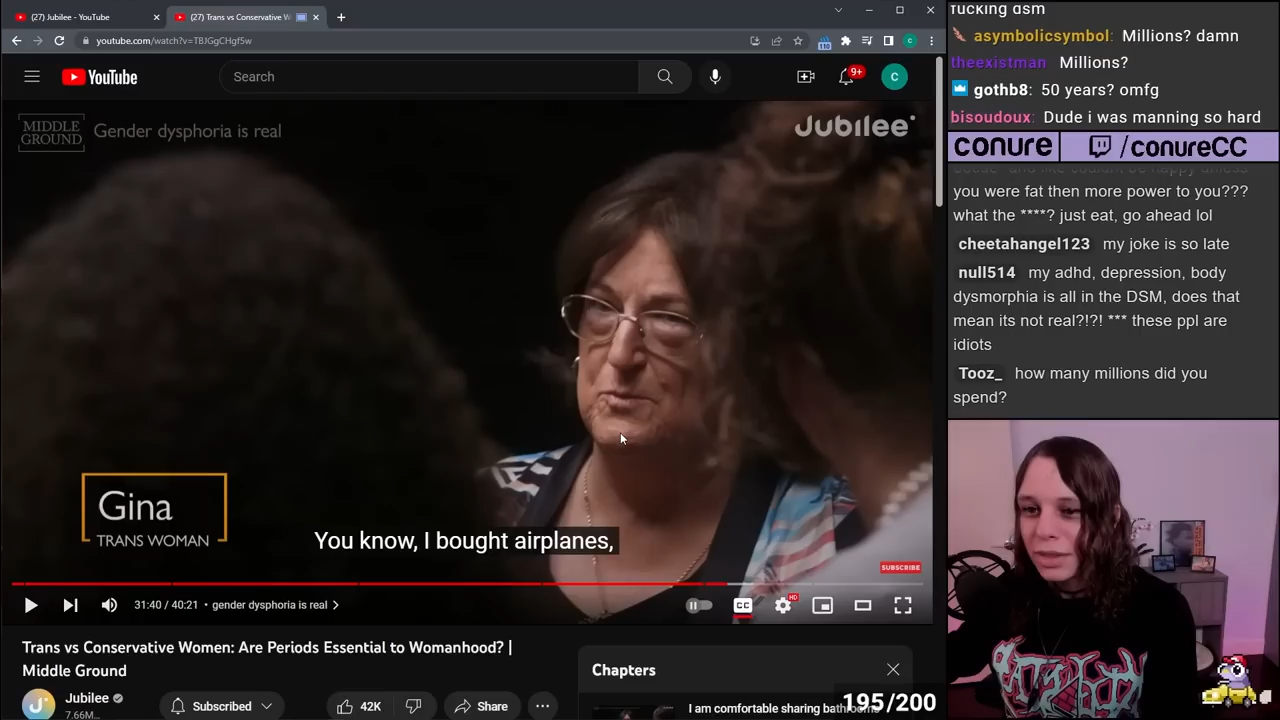 (27) Jubilee - YouTube
(27) Trans vs Conservative W
youtube.com/watch?v=TBJGgCHgf5w
YouTube
Search
9+
C
MIDDLE GROUND
Gender dysphoria is real
Jubilee
Gina
TRANS WOMAN
You know, I bought airplanes,
SUBSCRIBE
31:40 / 40:21 • gender dysphoria is real
CC
HD
Trans vs Conservative Women: Are Periods Essential to Womanhood? |
Middle Ground
Jubilee
7.66M
Subscribed
42K
Share
Chapters
I am comfortable sharing bathrooms
195/200
fucking dsm
asymbolicsymbol: Millions? damn
theexistman Millions?
gothb8: 50 years? omfg
bisoudoux: Dude i was manning so hard
conure
/conureCC
you were fat then more power to you???
what the ****? just eat, go ahead lol
cheetahangel123 my joke is so late
null514 my adhd, depression, body
dysmorphia is all in the DSM, does that
mean its not real?!?! *** these ppl are
idiots
Tooz_ how many millions did you
spend?